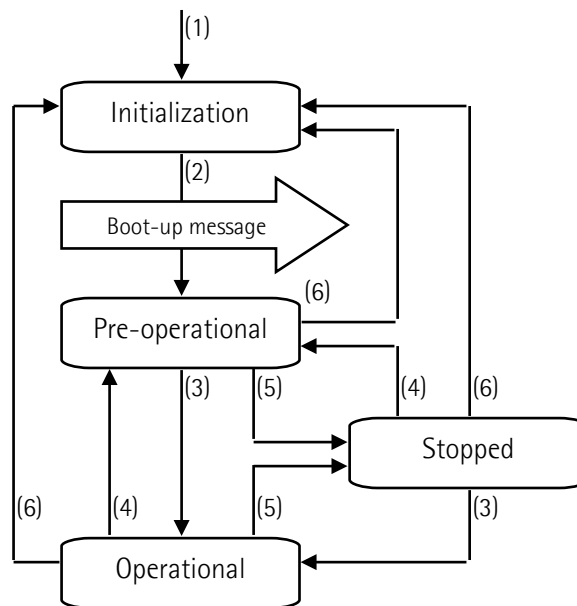 (1)
Initialization
(2)
Boot-up message
(6)
Pre-operational
(3)
(5)
(4)
(6)
Stopped
(6)
(4)
(5)
(3)
Operational